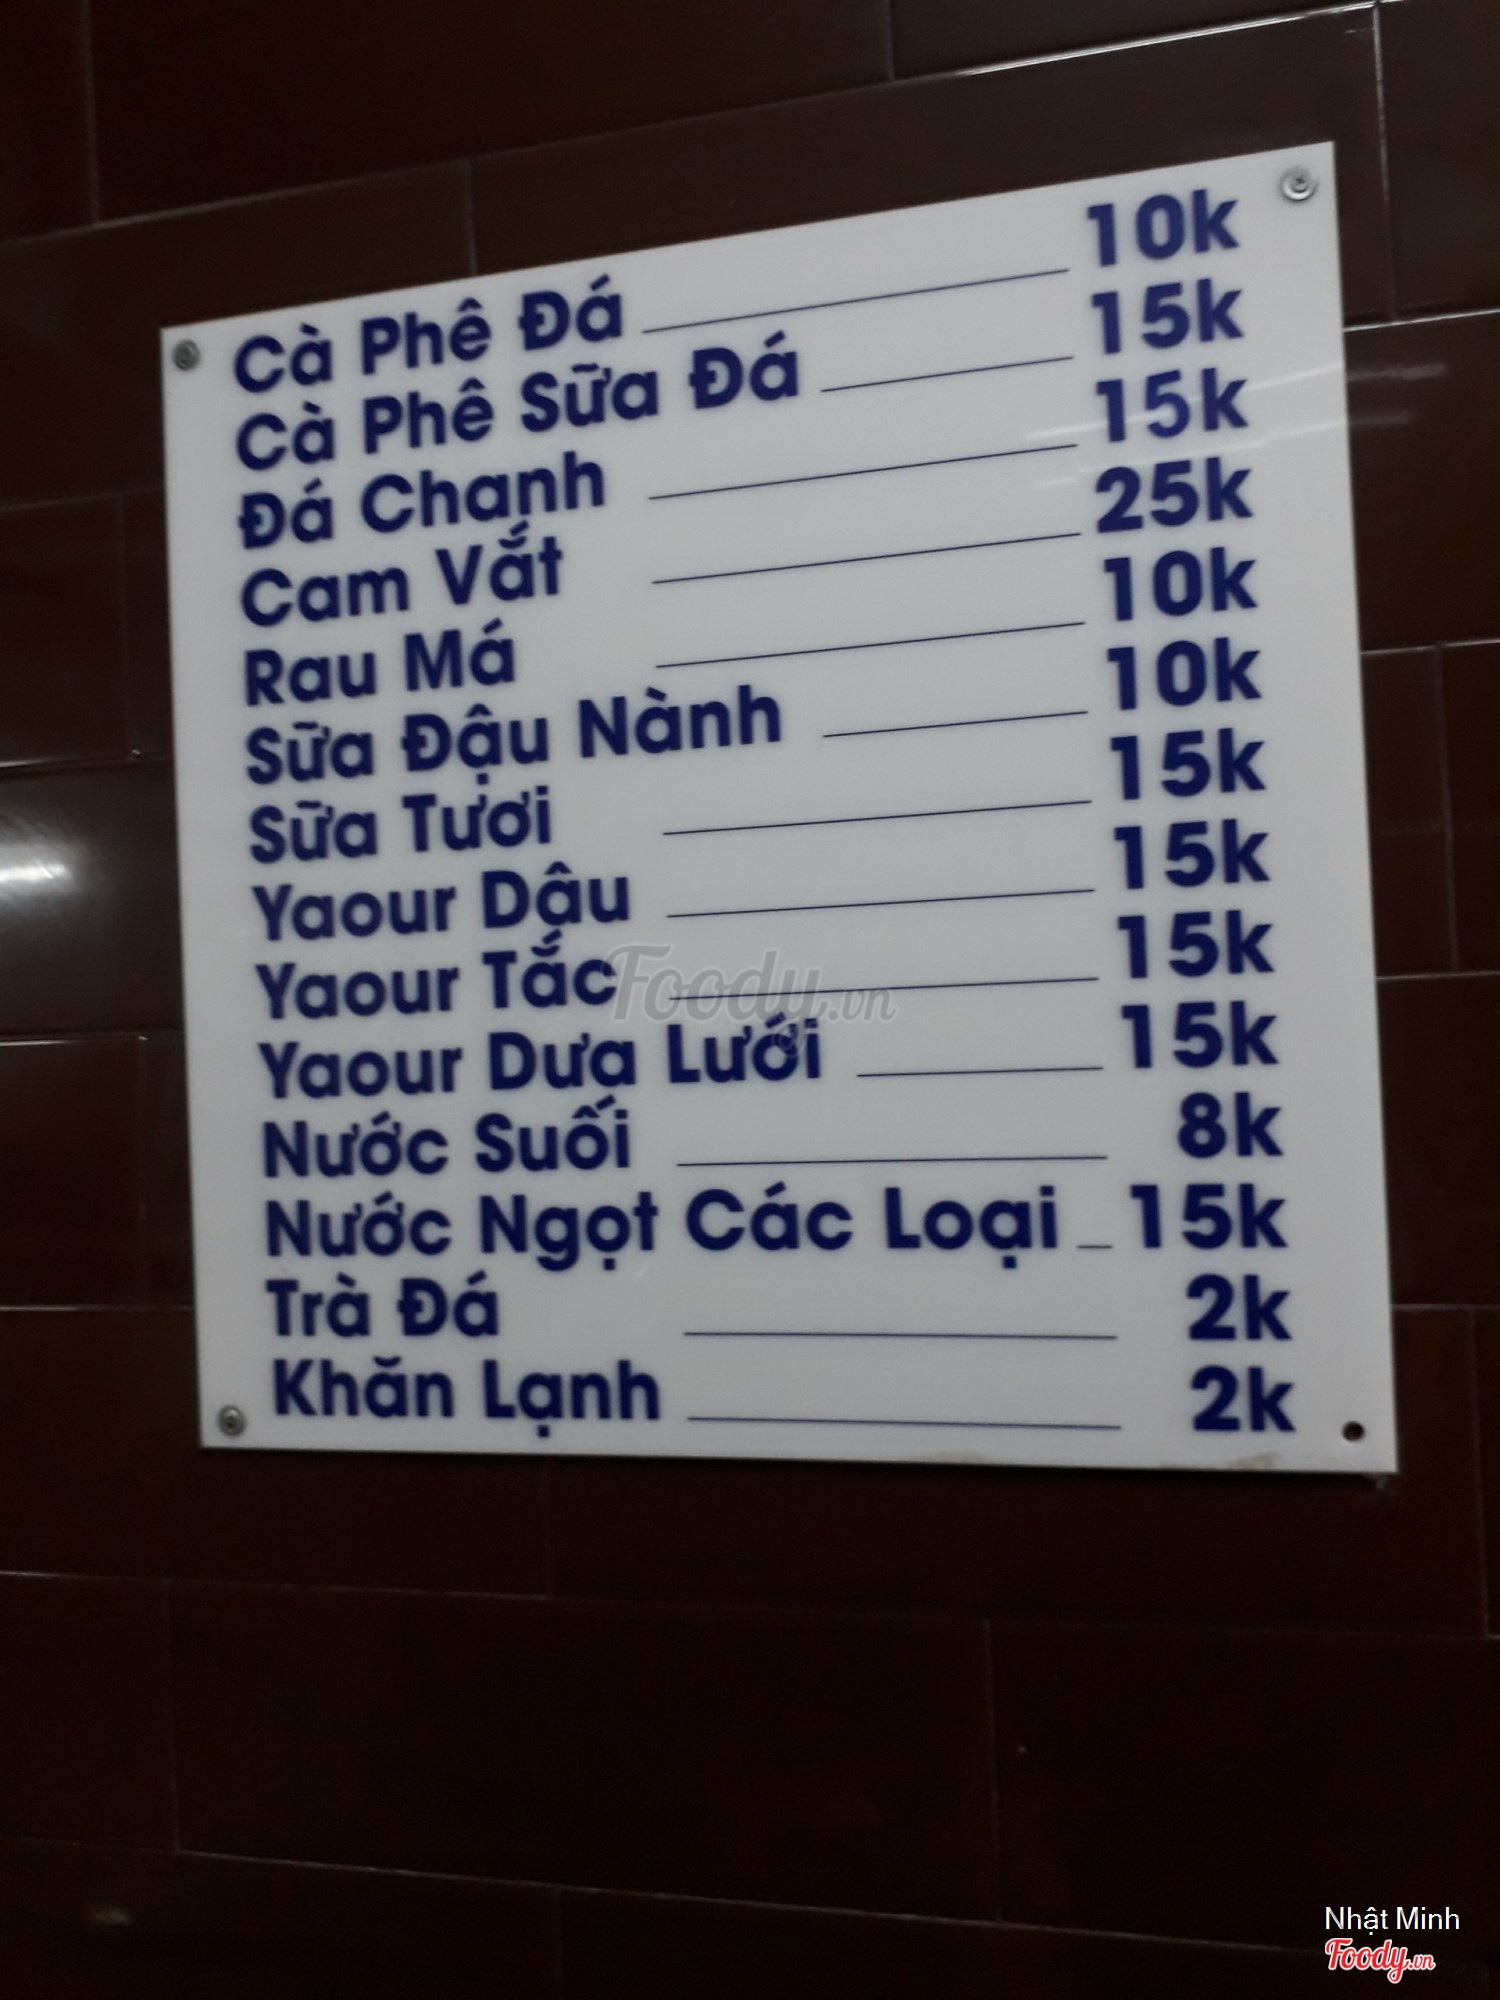 Cà Phê Đá 10k
Cà Phê Sữa Đá 15k
Đá Chanh 15k
Cam Vắt 25k
Rau Má 10k
Sữa Đậu Nành 10k
Sữa Tươi 15k
Yaour Dâu 15k
Yaour Tắc 15k
Yaour Dưa Lưới 15k
Nước Suối 8k
Nước Ngọt Các Loại 15k
Trà Đá 2k
Khăn Lạnh 2k
Foody.vn
Nhật Minh
Foody.vn